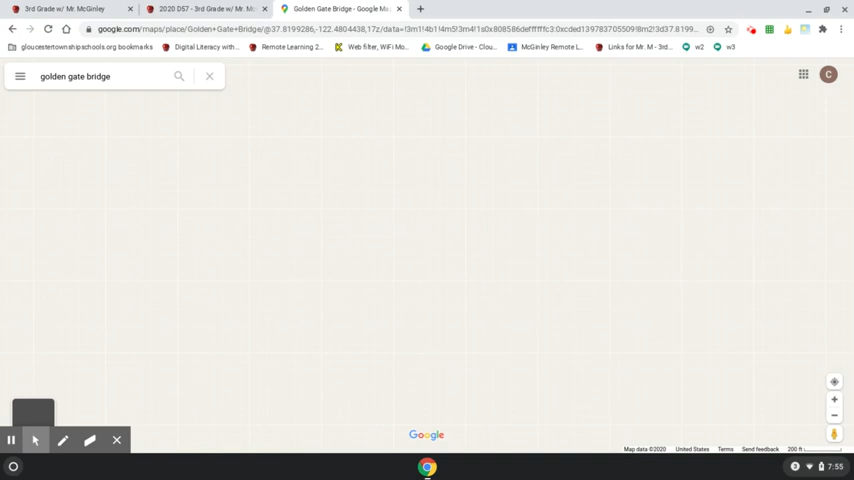 3rd Grade w/ Mr. McGinley
2020 D57 - 3rd Grade w/ Mr. Mc
Golden Gate Bridge - Google Ma
google.com/maps/place/Golden+Gate+Bridge/@37.8199286,-122.4804438,17z/data=!3m1!4b1!4m5!3m4!1s0x808586deffffffc3:0xcded139783705509!8m2!3d37.8199...
gloucestertownshipschools.org bookmarks
Digital Literacy with...
Remote Learning 2...
Web filter, WiFi Mo...
Google Drive - Clou...
McGinley Remote L...
Links for Mr. M - 3rd...
w2
w3
golden gate bridge
C
Google
Map data ©2020 United States Terms Send feedback 200 ft
3 7:55